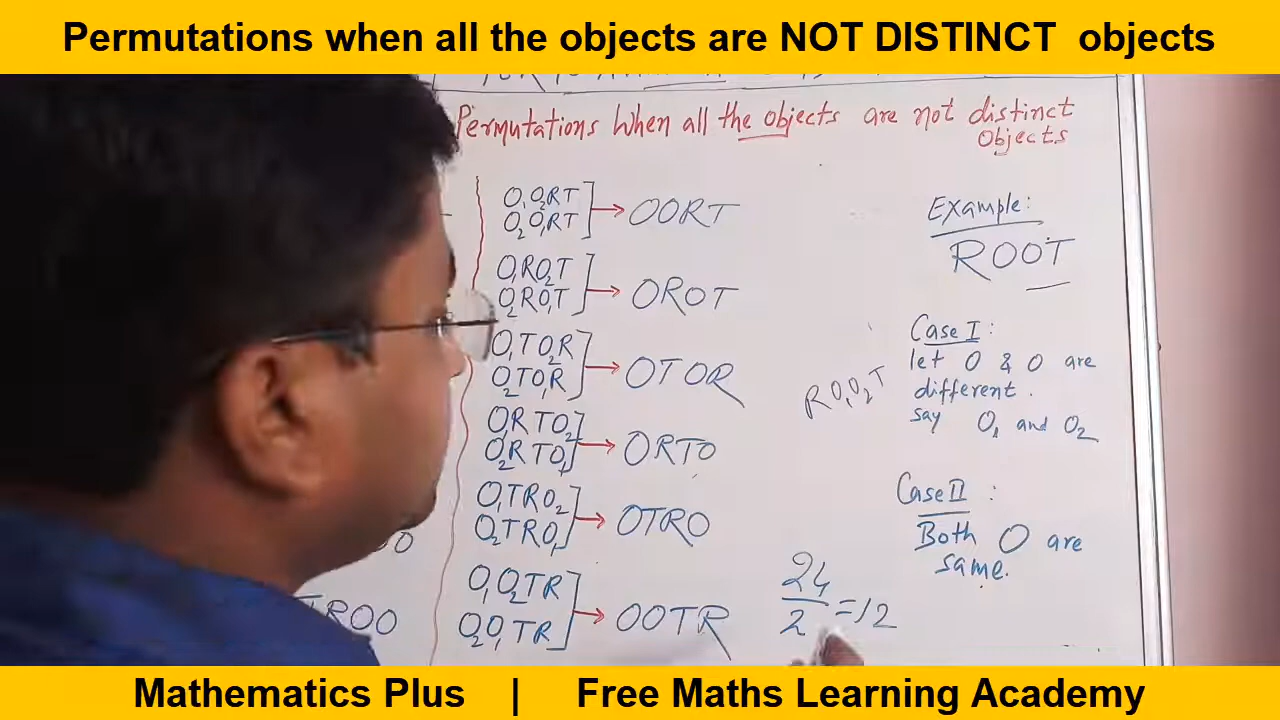 Permutations when all the objects are NOT DISTINCT objects
Permutations When all the objects are not distinct
Objects
O₁O₂RT
O₂O₁RT
OORT
O₁RO₂T
O₂RO₁T
OROT
O₁TO₂R
O₂TO₁R
OTOR
O₁RTO₂
O₂RTO₁
ORTO
O₁TRO₂
O₂TRO₁
OTRO
O₁O₂TR
O₂O₁TR
OOTR
TROO
RO₁O₂T
24
2
=12
Example:
ROOT
Case I:
let O & O are
different.
say O₁ and O₂
Case II :
Both O are
same.
Mathematics Plus | Free Maths Learning Academy